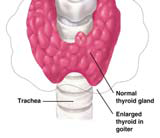 Normal
thyroid gland
Trachea
Enlarged
thyroid in
goiter